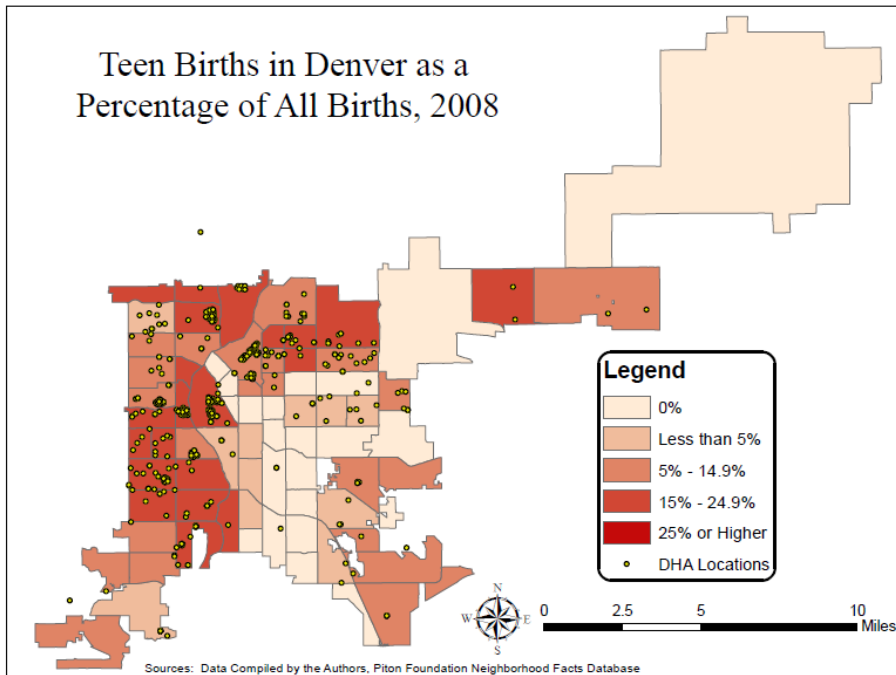 Teen Births in Denver as a
Percentage of All Births, 2008
Legend
0%
Less than 5%
5% - 14.9%
15% - 24.9%
25% or Higher
DHA Locations
N
W E
S
0 2.5 5 10
Miles
Sources: Data Compiled by the Authors, Piton Foundation Neighborhood Facts Database